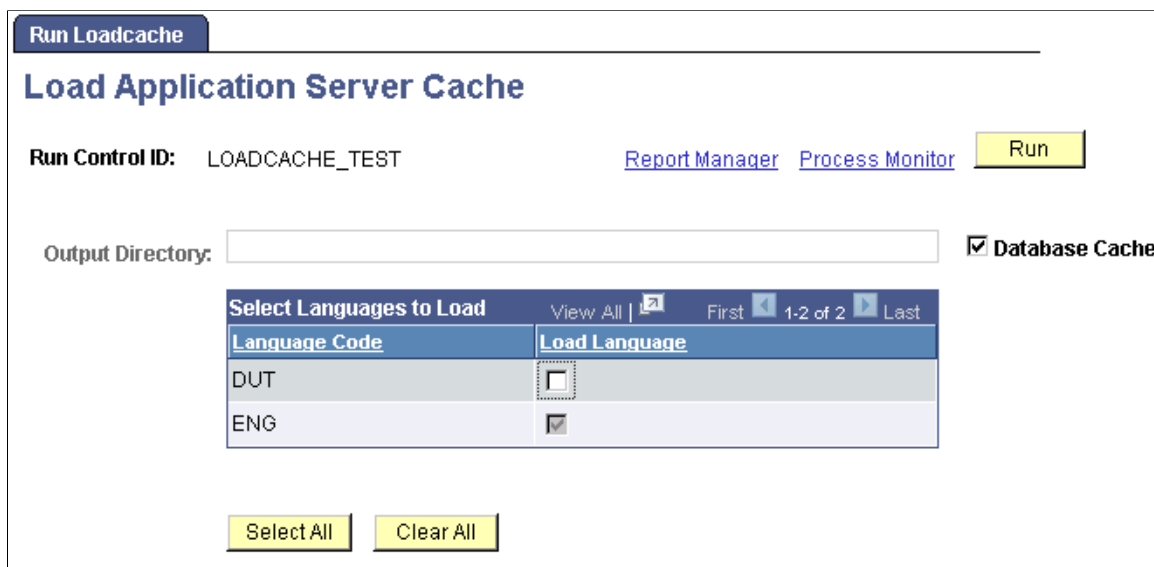 Run Loadcache
Load Application Server Cache
Run Control ID: LOADCACHE_TEST Report Manager Process Monitor Run
Output Directory: Database Cache
Select Languages to Load View All | First 1-2 of 2 Last
Language Code Load Language
DUT
ENG
Select All Clear All